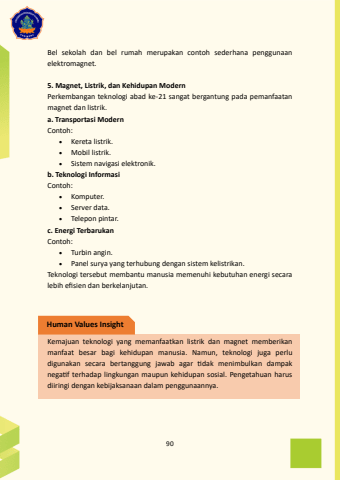 Bel sekolah dan bel rumah merupakan contoh sederhana penggunaan
elektromagnet.
5. Magnet, Listrik, dan Kehidupan Modern
Perkembangan teknologi abad ke-21 sangat bergantung pada pemanfaatan
magnet dan listrik.
a. Transportasi Modern
Contoh:
• Kereta listrik.
• Mobil listrik.
• Sistem navigasi elektronik.
b. Teknologi Informasi
Contoh:
• Komputer.
• Server data.
• Telepon pintar.
c. Energi Terbarukan
Contoh:
• Turbin angin.
• Panel surya yang terhubung dengan sistem kelistrikan.
Teknologi tersebut membantu manusia memenuhi kebutuhan energi secara
lebih efisien dan berkelanjutan.
Human Values Insight
Kemajuan teknologi yang memanfaatkan listrik dan magnet memberikan
manfaat besar bagi kehidupan manusia. Namun, teknologi juga perlu
digunakan secara bertanggung jawab agar tidak menimbulkan dampak
negatif terhadap lingkungan maupun kehidupan sosial. Pengetahuan harus
diiringi dengan kebijaksanaan dalam penggunaannya.
90